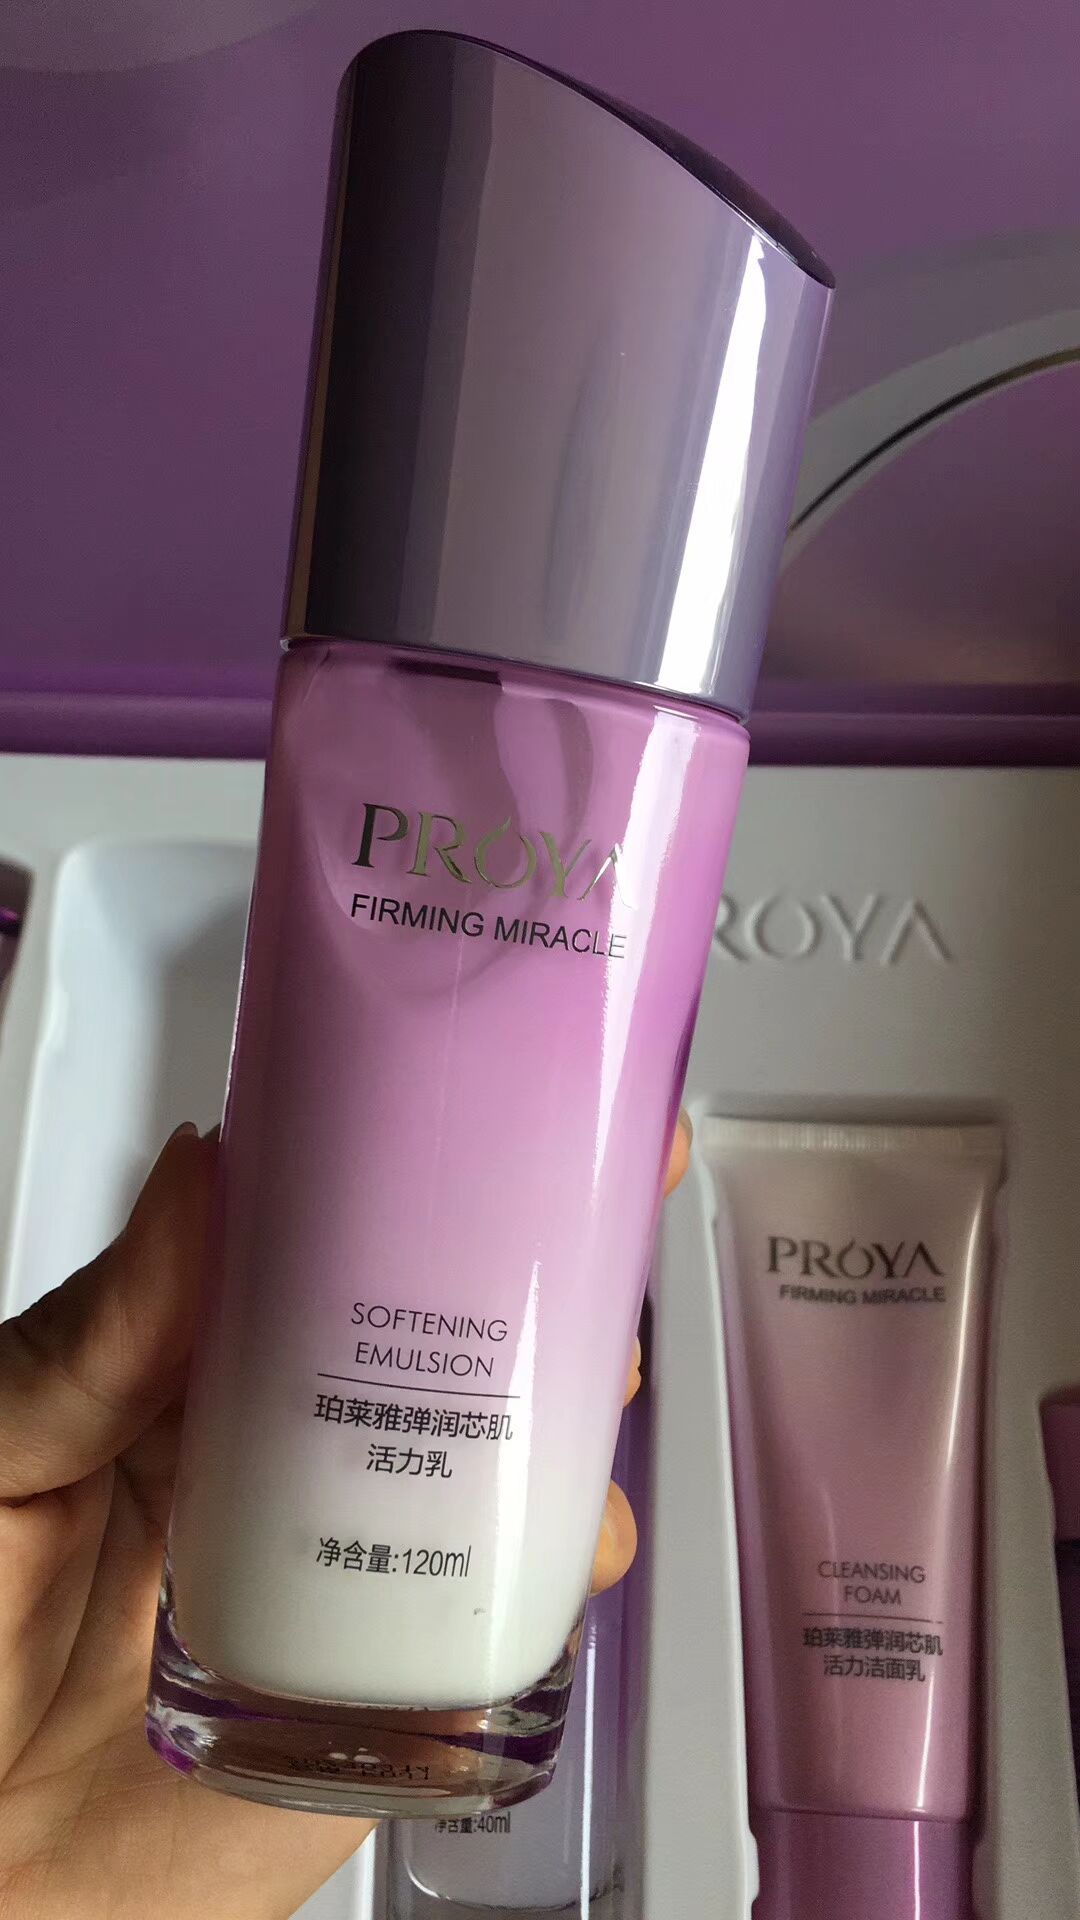 PROYA
FIRMING MIRACLE
SOFTENING
EMULSION
珀莱雅弹润芯肌
活力乳
净含量:120ml
ROYA
PROYA
FIRMING MIRACLE
CLEANSING
FOAM
珀莱雅弹润芯肌
活力洁面乳
净含量:40ml